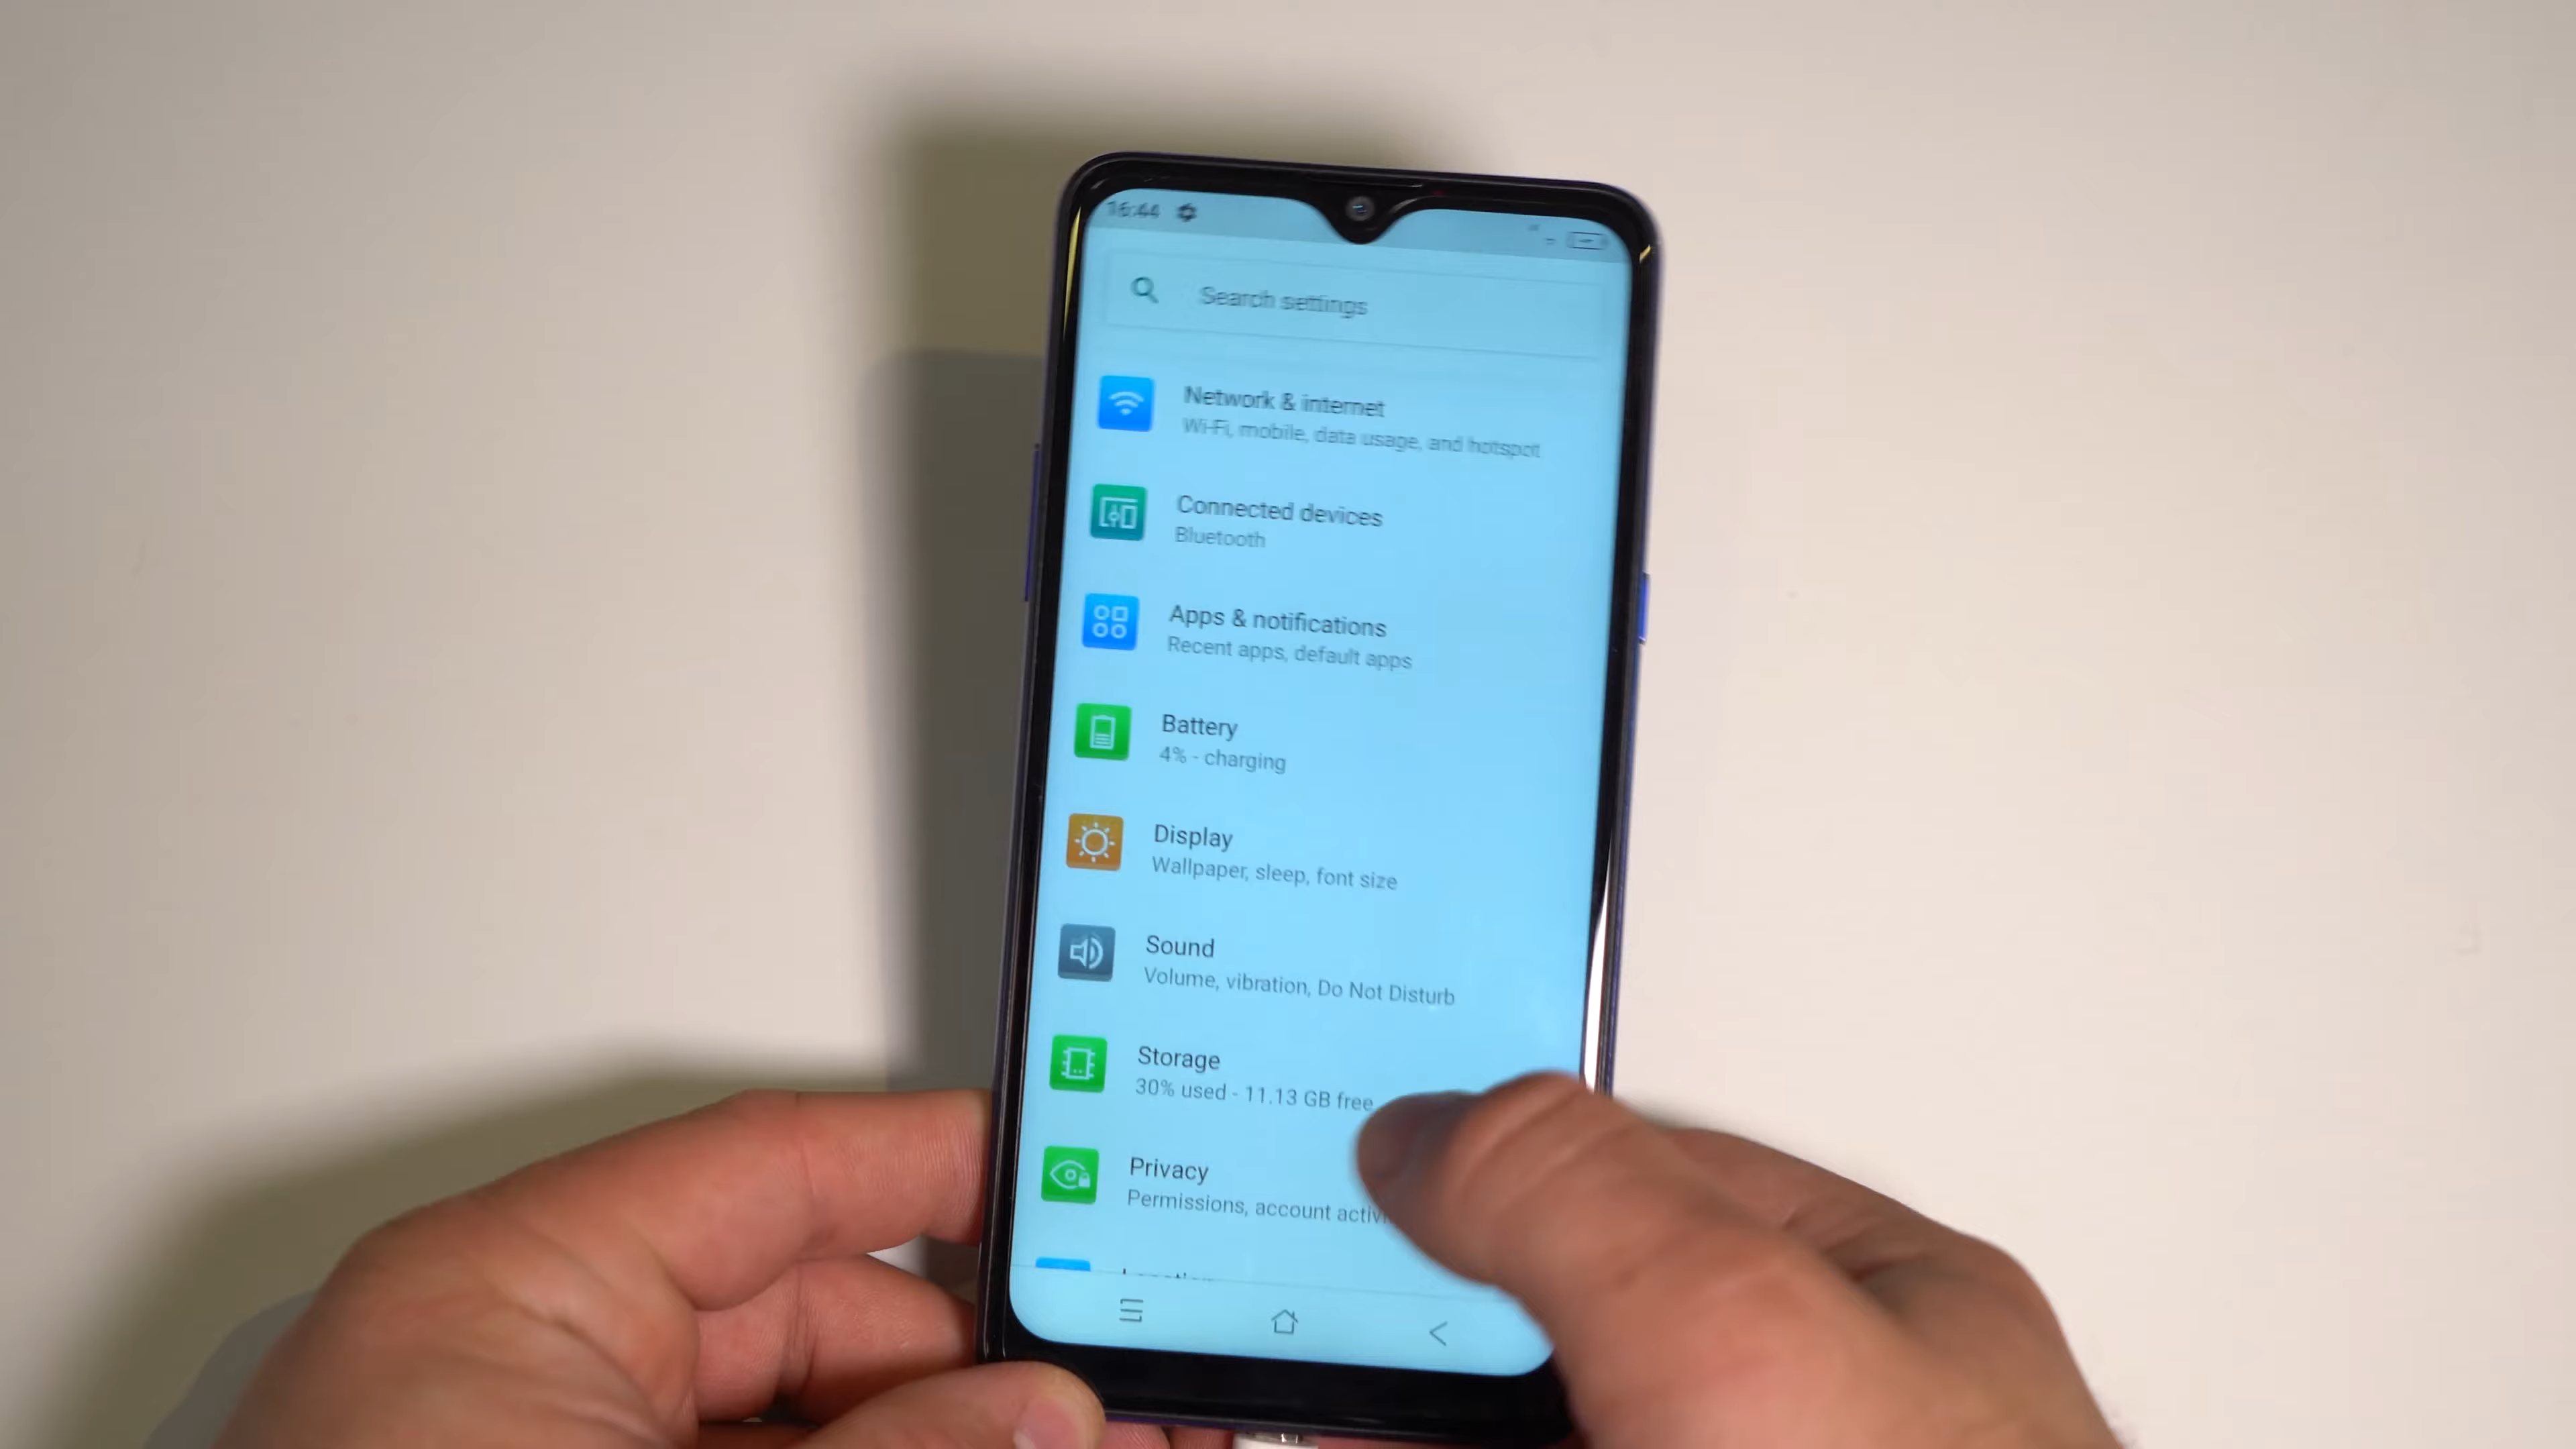 16:44
Search settings
Network & internet
Wi-Fi, mobile, data usage, and hotspot
Connected devices
Bluetooth
Apps & notifications
Recent apps, default apps
Battery
4% - charging
Display
Wallpaper, sleep, font size
Sound
Volume, vibration, Do Not Disturb
Storage
30% used - 11.13 GB free
Privacy
Permissions, account